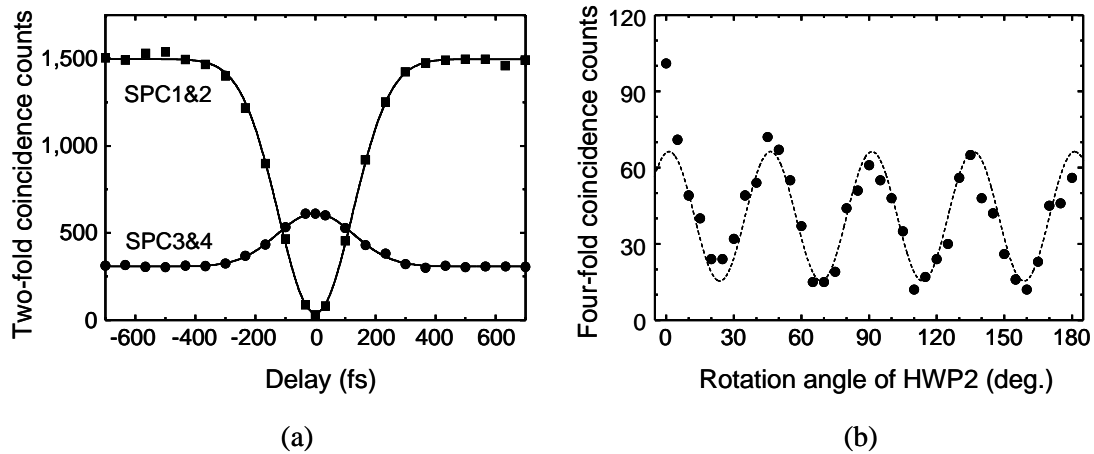 Two-fold coincidence counts
1,500
1,000
500
0
SPC1&2
SPC3&4
-600 -400 -200 0 200 400 600
Delay (fs)
(a)
Four-fold coincidence counts
120
90
60
30
0
0 30 60 90 120 150 180
Rotation angle of HWP2 (deg.)
(b)